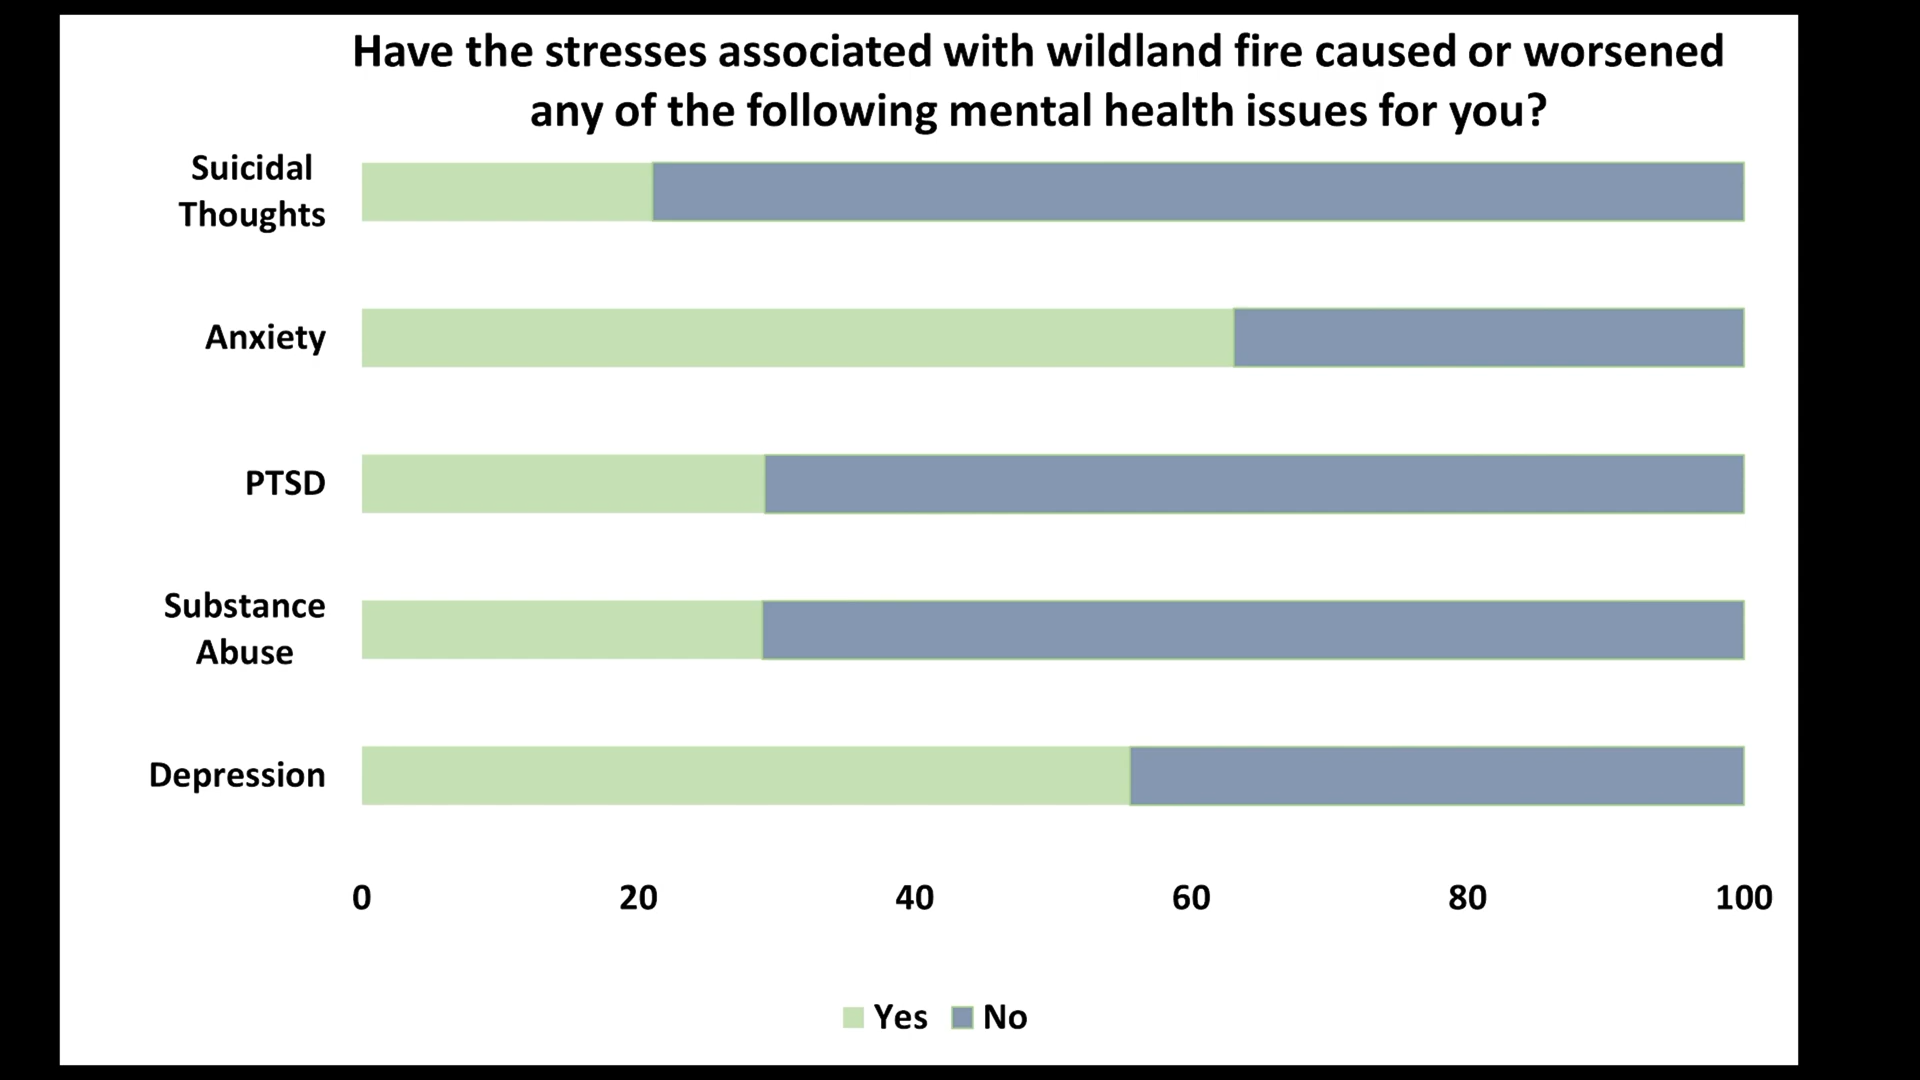 Have the stresses associated with wildland fire caused or worsened
any of the following mental health issues for you?
Suicidal
Thoughts
Anxiety
PTSD
Substance
Abuse
Depression
0 20 40 60 80 100
Yes No